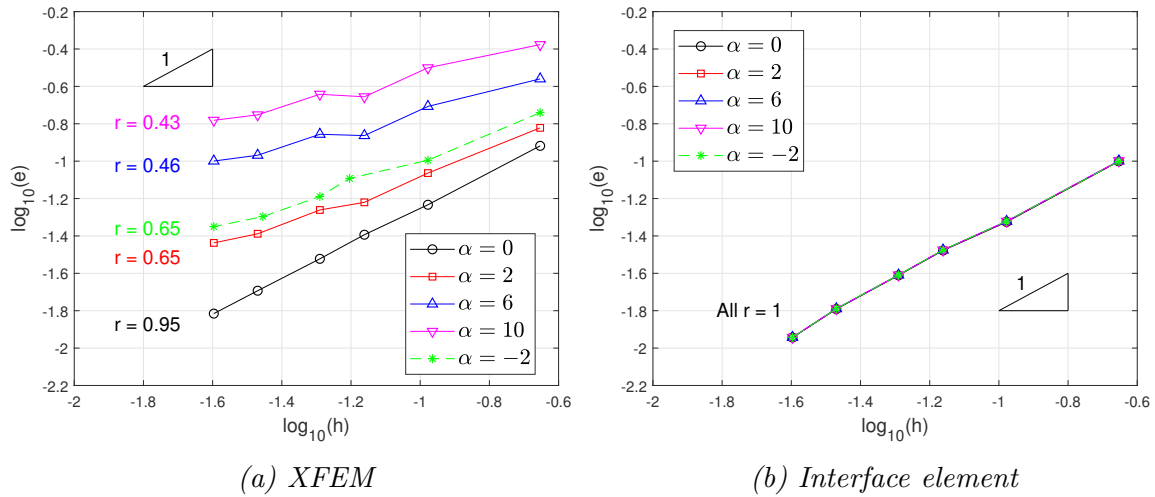 -0.2
-0.4
-0.6
-0.8
-1
-1.2
-1.4
-1.6
-1.8
-2
-2.2
log10(e)
1
r = 0.43
r = 0.46
r = 0.65
r = 0.65
r = 0.95
α = 0
α = 2
α = 6
α = 10
α = −2
-2 -1.8 -1.6 -1.4 -1.2 -1 -0.8 -0.6
log10(h)
(a) XFEM
-0.2
-0.4
-0.6
-0.8
-1
-1.2
-1.4
-1.6
-1.8
-2
-2.2
log10(e)
α = 0
α = 2
α = 6
α = 10
α = −2
1
All r = 1
-2 -1.8 -1.6 -1.4 -1.2 -1 -0.8 -0.6
log10(h)
(b) Interface element